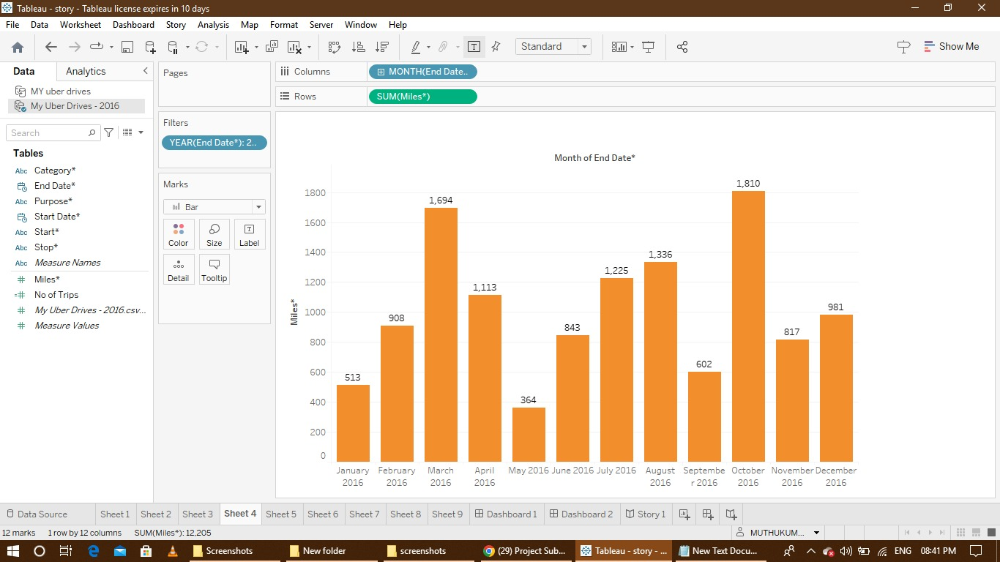 Tableau - story - Tableau license expires in 10 days
File Data Worksheet Dashboard Story Analysis Map Format Server Window Help
Standard
Show Me
Data Analytics
MY uber drives
My Uber Drives - 2016
Search
Tables
Abc Category*
End Date*
Abc Purpose*
Start Date*
Abc Start*
Abc Stop*
Abc Measure Names
# Miles*
=# No of Trips
# My Uber Drives - 2016.csv...
# Measure Values
Pages
Filters
YEAR(End Date*): 2..
Marks
Bar
Color Size Label
Detail Tooltip
Columns MONTH(End Date..
Rows SUM(Miles*)
Month of End Date*
Miles*
1800
1600
1400
1200
1000
800
600
400
200
0
513 908 1,694 1,113 364 843 1,225 1,336 602 1,810 817 981
January February March April May 2016 June 2016 July 2016 August Septembe October November December
2016 2016 2016 2016 2016 r 2016 2016 2016 2016
Data Source Sheet 1 Sheet 2 Sheet 3 Sheet 4 Sheet 5 Sheet 6 Sheet 7 Sheet 8 Sheet 9 Dashboard 1 Dashboard 2 Story 1
12 marks 1 row by 12 columns SUM(Miles*): 12,205 MUTHUKUM...
Screenshots New folder screenshots (29) Project Sub... Tableau - story - ... New Text Docu... ENG 08:41 PM